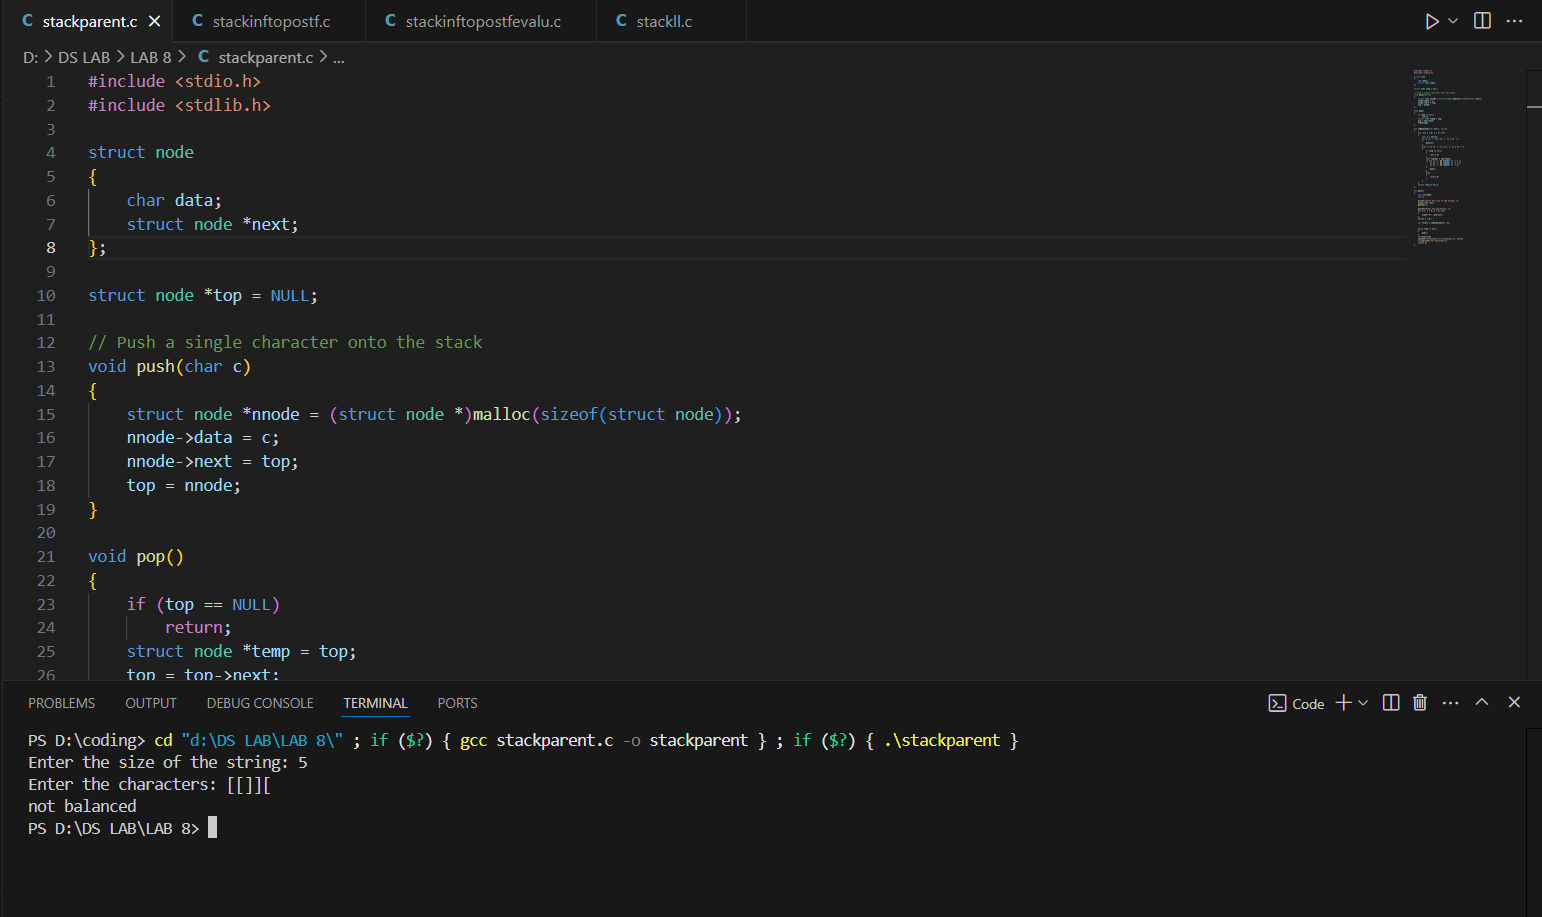 stackparent.c
stackinftopostf.c
stackinftopostfevalu.c
stackll.c
D: > DS LAB > LAB 8 > C stackparent.c > ...
1 #include <stdio.h>
2 #include <stdlib.h>
3
4 struct node
5 {
6 char data;
7 struct node *next;
8 };
9
10 struct node *top = NULL;
11
12 // Push a single character onto the stack
13 void push(char c)
14 {
15 struct node *nnode = (struct node *)malloc(sizeof(struct node));
16 nnode->data = c;
17 nnode->next = top;
18 top = nnode;
19 }
20
21 void pop()
22 {
23 if (top == NULL)
24 return;
25 struct node *temp = top;
26 top = top->next;
PROBLEMS OUTPUT DEBUG CONSOLE TERMINAL PORTS
Code
PS D:\coding> cd "d:\DS LAB\LAB 8\" ; if ($?) { gcc stackparent.c -o stackparent } ; if ($?) { .\stackparent }
Enter the size of the string: 5
Enter the characters: [[]][
not balanced
PS D:\DS LAB\LAB 8>